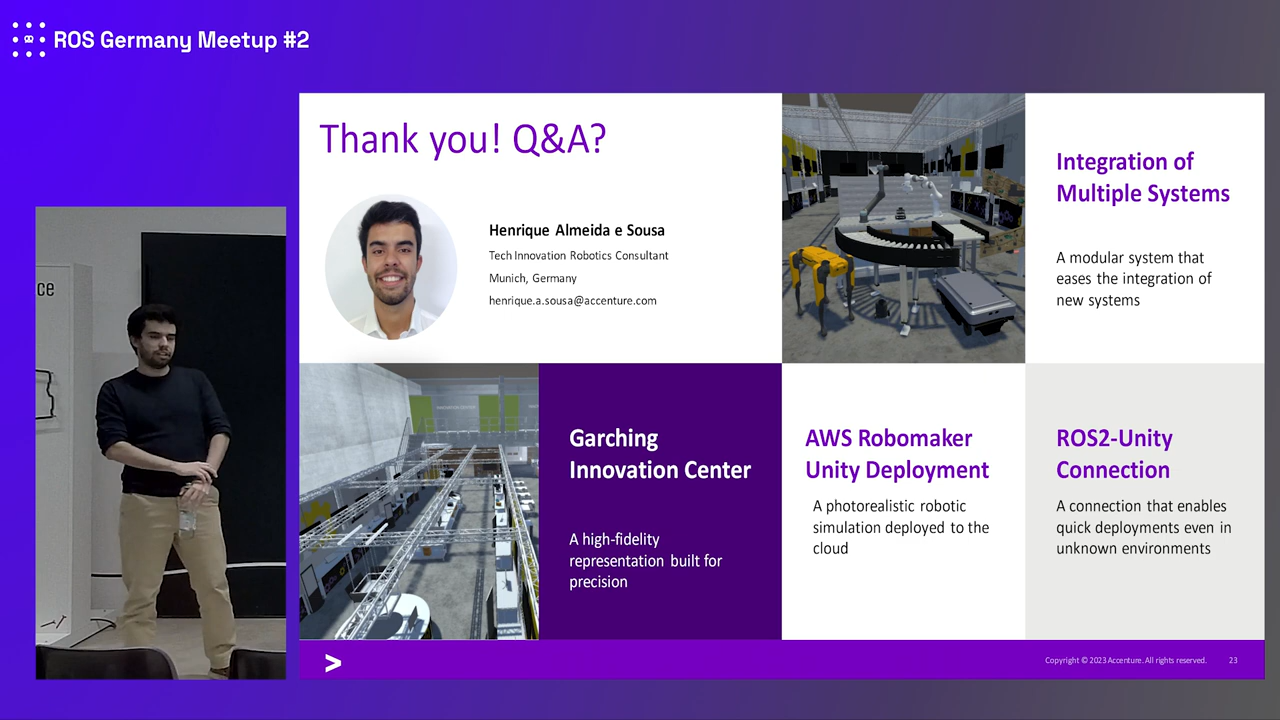 ROS Germany Meetup #2
Thank you! Q&A?
Henrique Almeida e Sousa
Tech Innovation Robotics Consultant
Munich, Germany
henrique.a.sousa@accenture.com
Integration of
Multiple Systems
A modular system that
eases the integration of
new systems
ce
Garching
Innovation Center
A high-fidelity
representation built for
precision
AWS Robomaker
Unity Deployment
A photorealistic robotic
simulation deployed to the
cloud
ROS2-Unity
Connection
A connection that enables
quick deployments even in
unknown environments
>
Copyright © 2023 Accenture. All rights reserved.
23